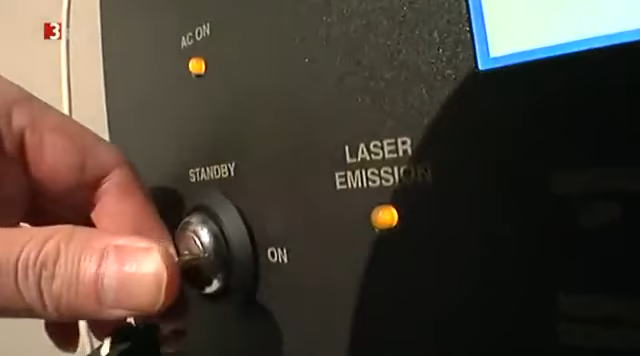 3
AC ON
LASER
EMISSION
STANDBY
ON